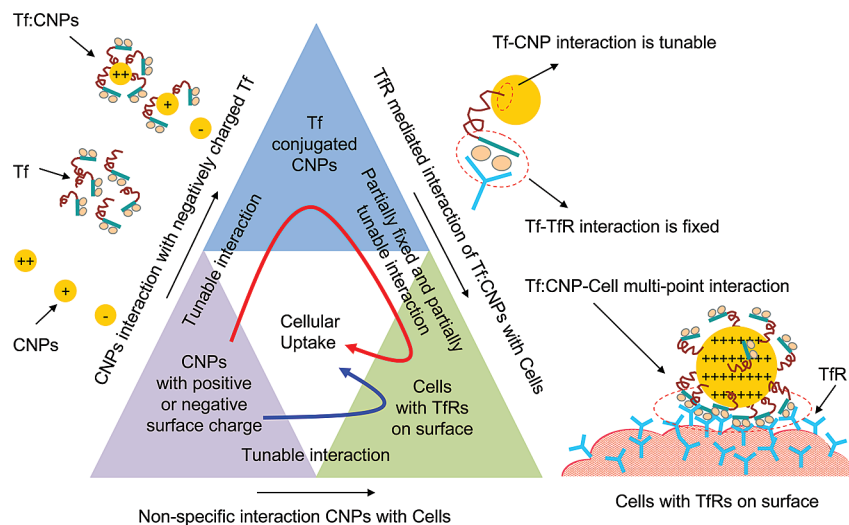 Tf:CNPs
++
+
-
Tf
++
+
-
CNPs
CNPs interaction with negatively charged Tf
Tunable interaction
Tf
conjugated
CNPs
TfR mediated interaction of Tf:CNPs with Cells
Partially fixed and partially
tunable interaction
Cellular
Uptake
CNPs
with positive
or negative
surface charge
Cells
with TfRs
on surface
Tunable interaction
Non-specific interaction CNPs with Cells
Tf-CNP interaction is tunable
Tf-TfR interaction is fixed
Tf:CNP-Cell multi-point interaction
TfR
Cells with TfRs on surface